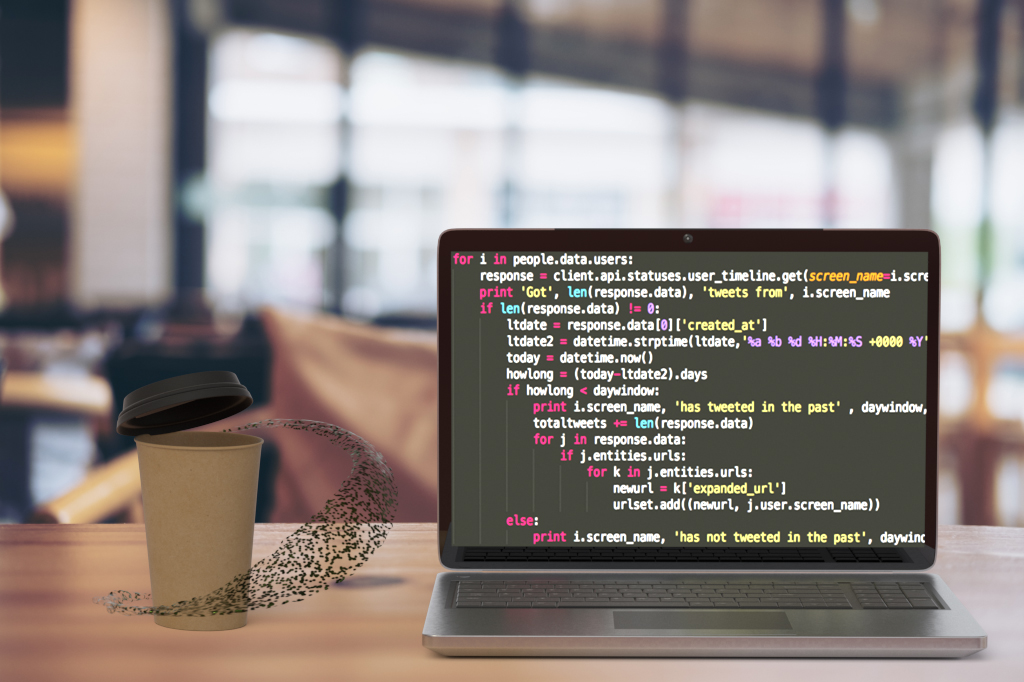 for i in people.data.users:
response = client.api.statuses.user_timeline.get(screen_name=i.scre
print 'Got', len(response.data), 'tweets from', i.screen_name
if len(response.data) != 0:
ltdate = response.data[0]['created_at']
ltdate2 = datetime.strptime(ltdate,'%a %b %d %H:%M:%S +0000 %Y'
today = datetime.now()
howlong = (today-ltdate2).days
if howlong < daywindow:
print i.screen_name, 'has tweeted in the past' , daywindow,
totaltweets += len(response.data)
for j in response.data:
if j.entities.urls:
for k in j.entities.urls:
newurl = k['expanded_url']
urlset.add((newurl, j.user.screen_name))
else:
print i.screen_name, 'has not tweeted in the past', daywind